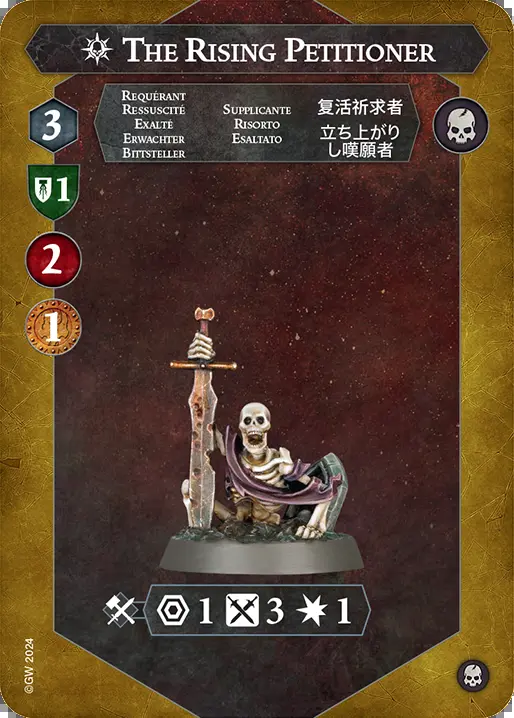 THE RISING PETITIONER
REQUÉRANT
RESSUSCITÉ
EXALTÉ
ERWACHTER
BITTSTELLER
SUPPLICANTE
RISORTO
ESALTATO
复活祈求者
立ち上がり
し嘆願者
3
1
2
1
1 3 1
©GW 2024